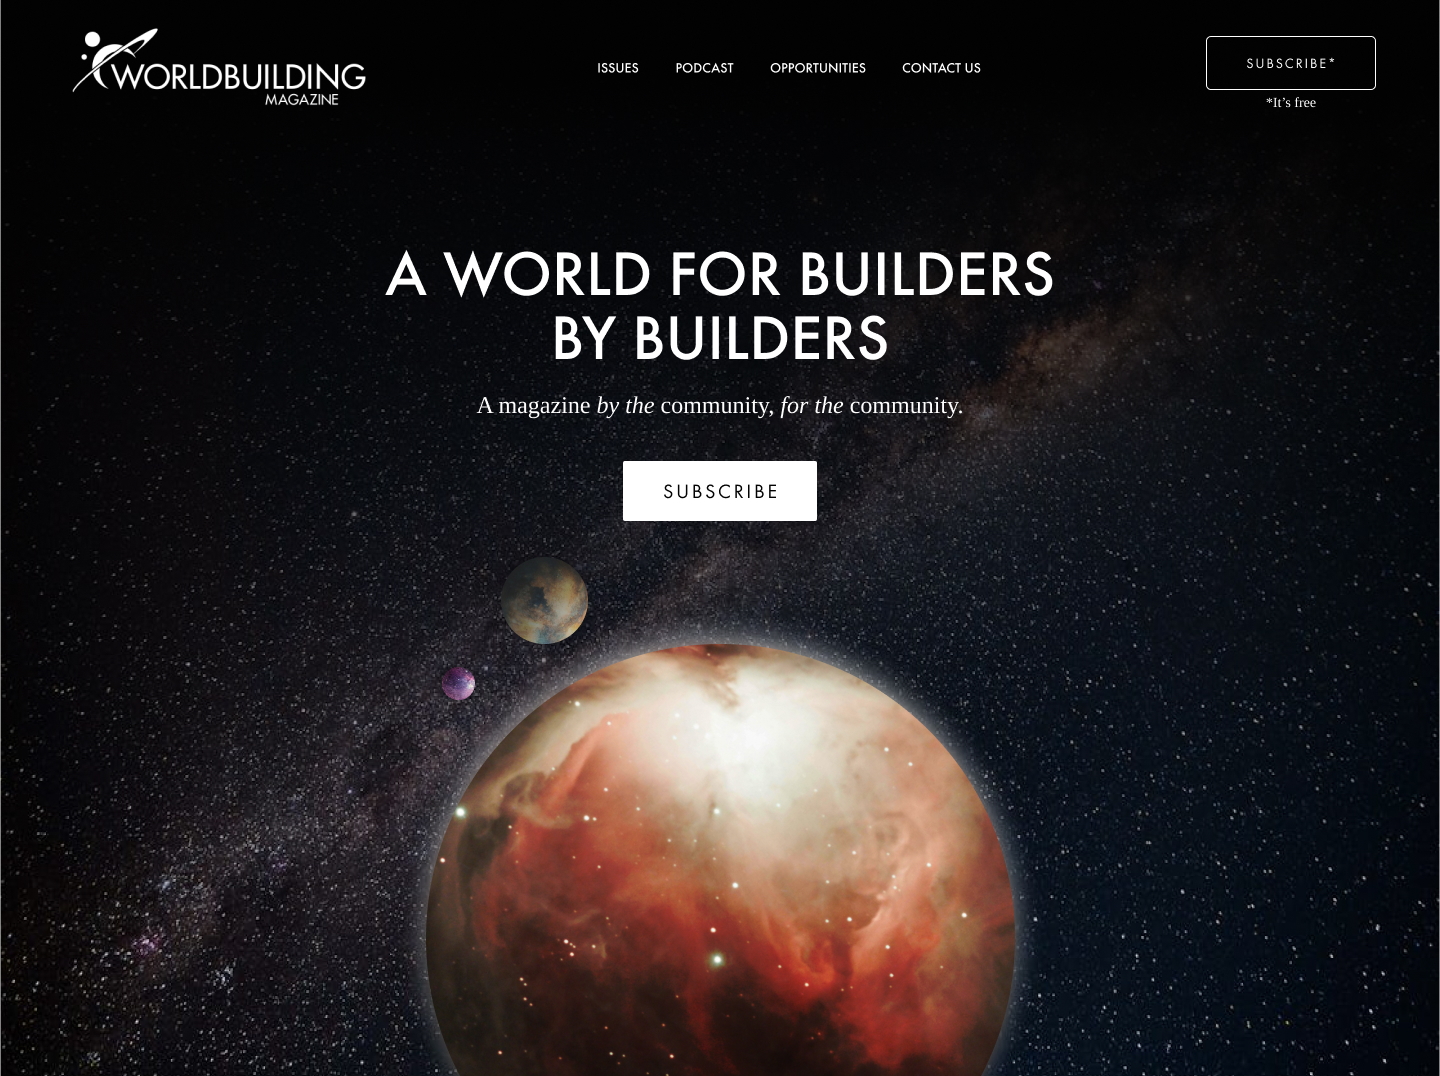 WORLDBUILDING
MAGAZINE
ISSUES
PODCAST
OPPORTUNITIES
CONTACT US
SUBSCRIBE*
*It’s free
A WORLD FOR BUILDERS
BY BUILDERS
A magazine by the community, for the community.
SUBSCRIBE